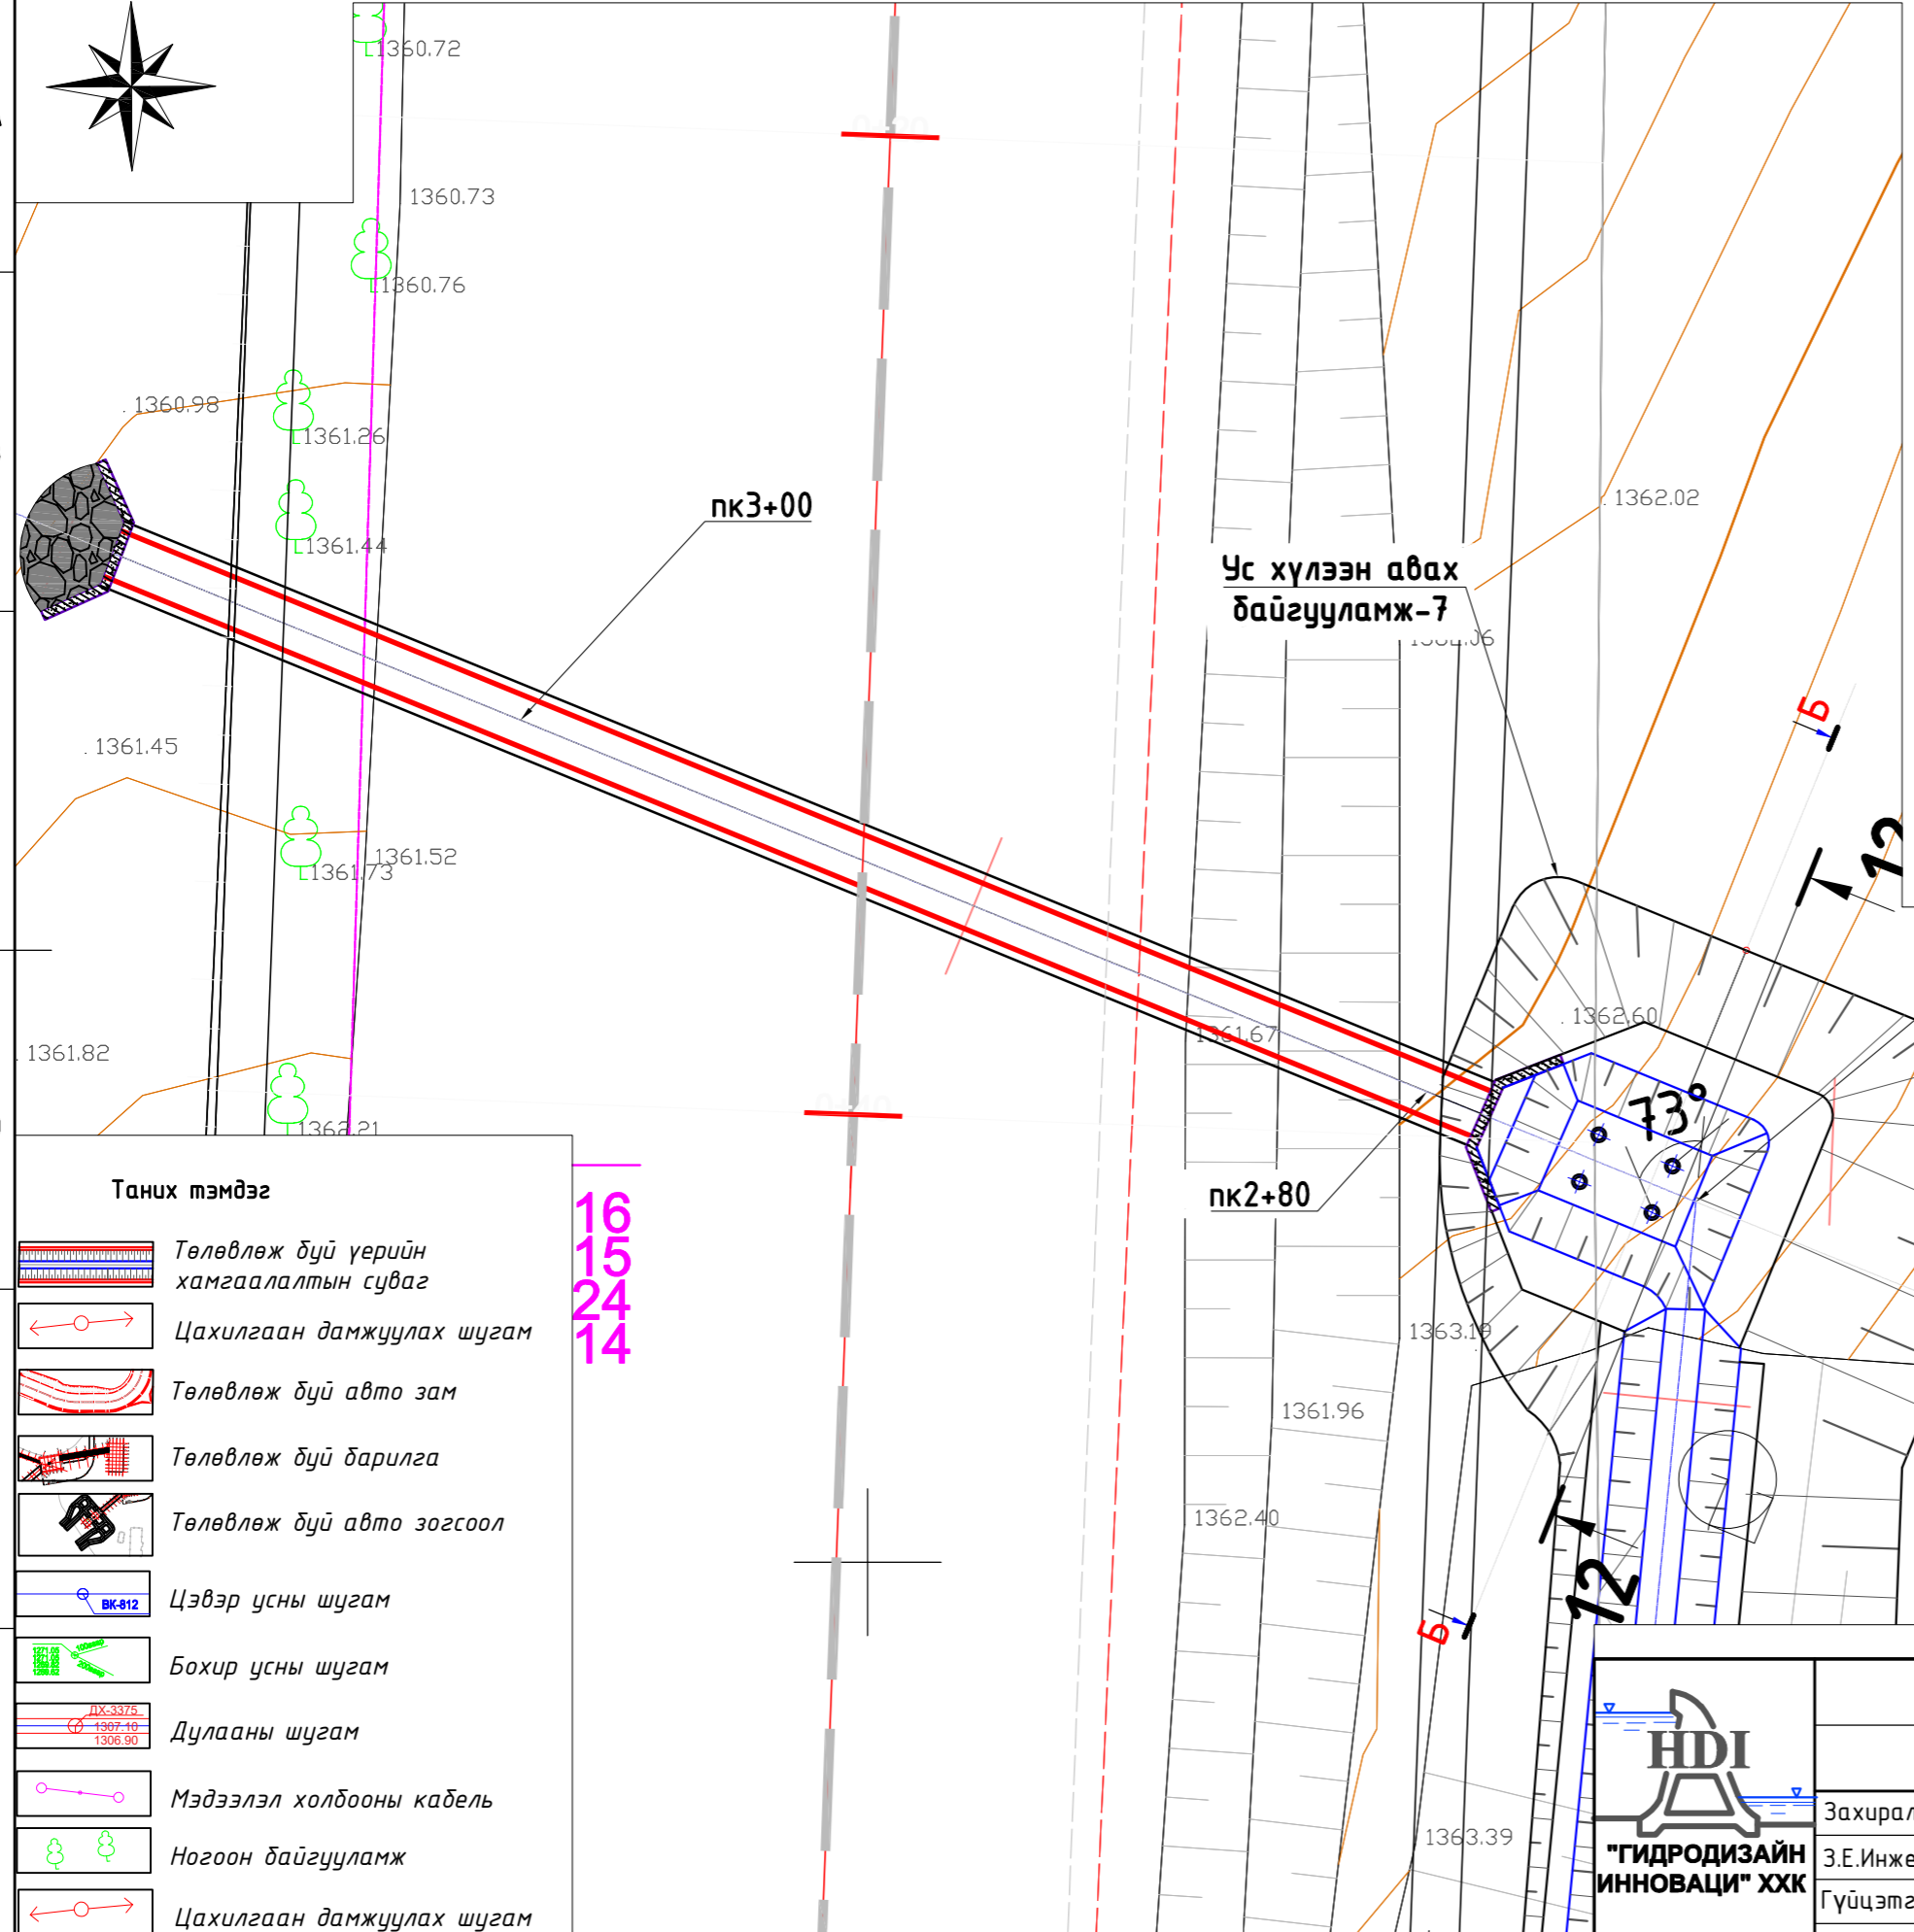 1360.72
1360.73
1360.76
1360.98
1361.26
1361.44
пк3+00
1362.02
Ус хүлээн авах
байгууламж-7
Б
1361.45
1361.52
1361.73
12
1362.60
1361.67
1361.82
73°
1362.21
пк2+80
16
15
24
14
1363.19
1361.96
1362.40
12
Б
1363.39
Таних тэмдэг
Төлөвлөж буй үерийн
хамгаалалтын суваг
Цахилгаан дамжуулах шугам
Төлөвлөж буй авто зам
Төлөвлөж буй барилга
Төлөвлөж буй авто зогсоол
ВК-812
Цэвэр усны шугам
Бохир усны шугам
ДХ-3375
1307.10
1306.90
Дулааны шугам
Мэдээлэл холбооны кабель
Ногоон байгууламж
Цахилгаан дамжуулах шугам
HDI
"ГИДРОДИЗАЙН
ИННОВАЦИ" ХХК
Захирал
З.Е.Инже
Гүйцэтг